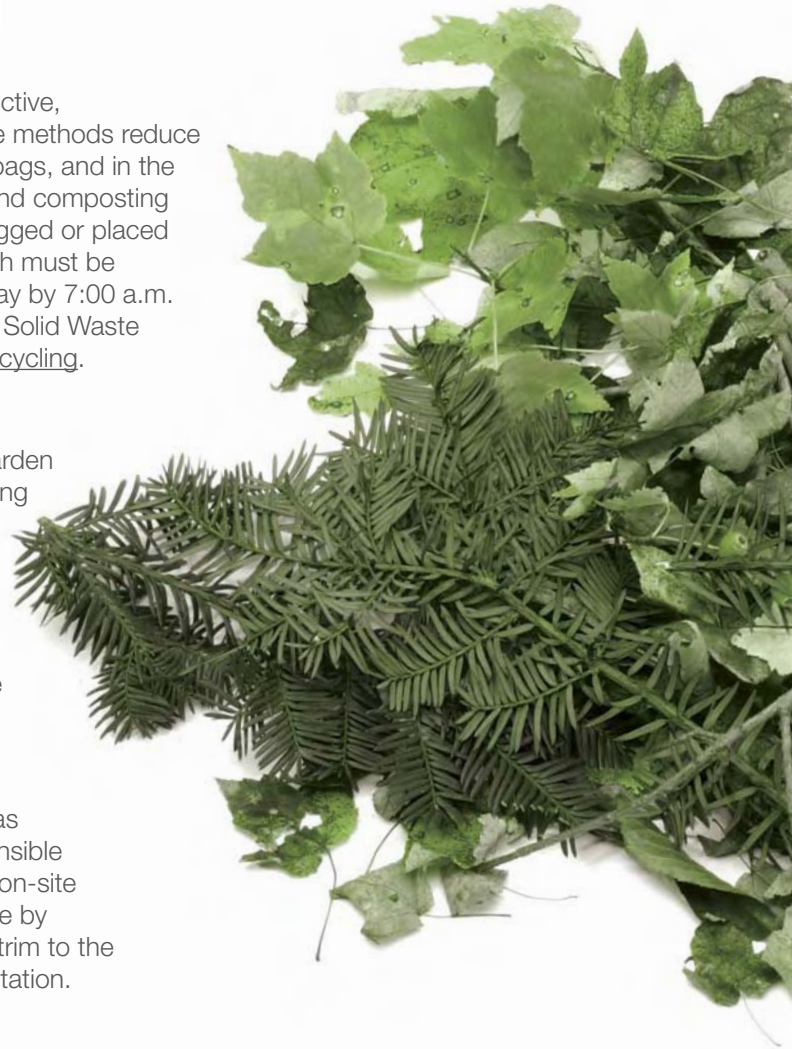 ctive,
e methods reduce
bags, and in the
nd composting
gged or placed
h must be
ay by 7:00 a.m.
Solid Waste
cycling.
arden
ng
e
as
nsible
on-site
e by
trim to the
tation.